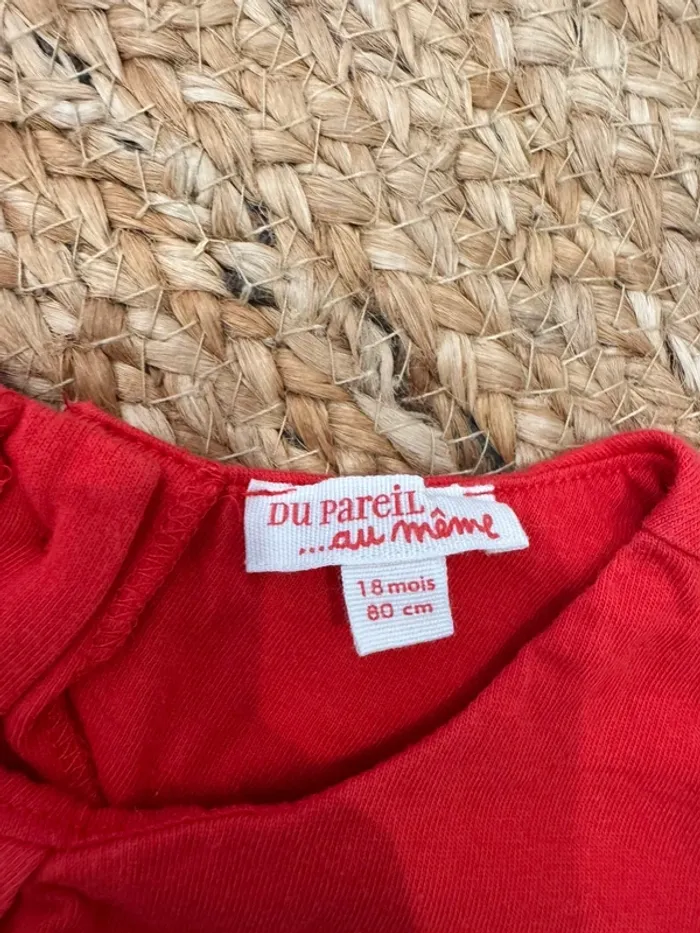 Du Pareil
...au même
18 mois
80 cm